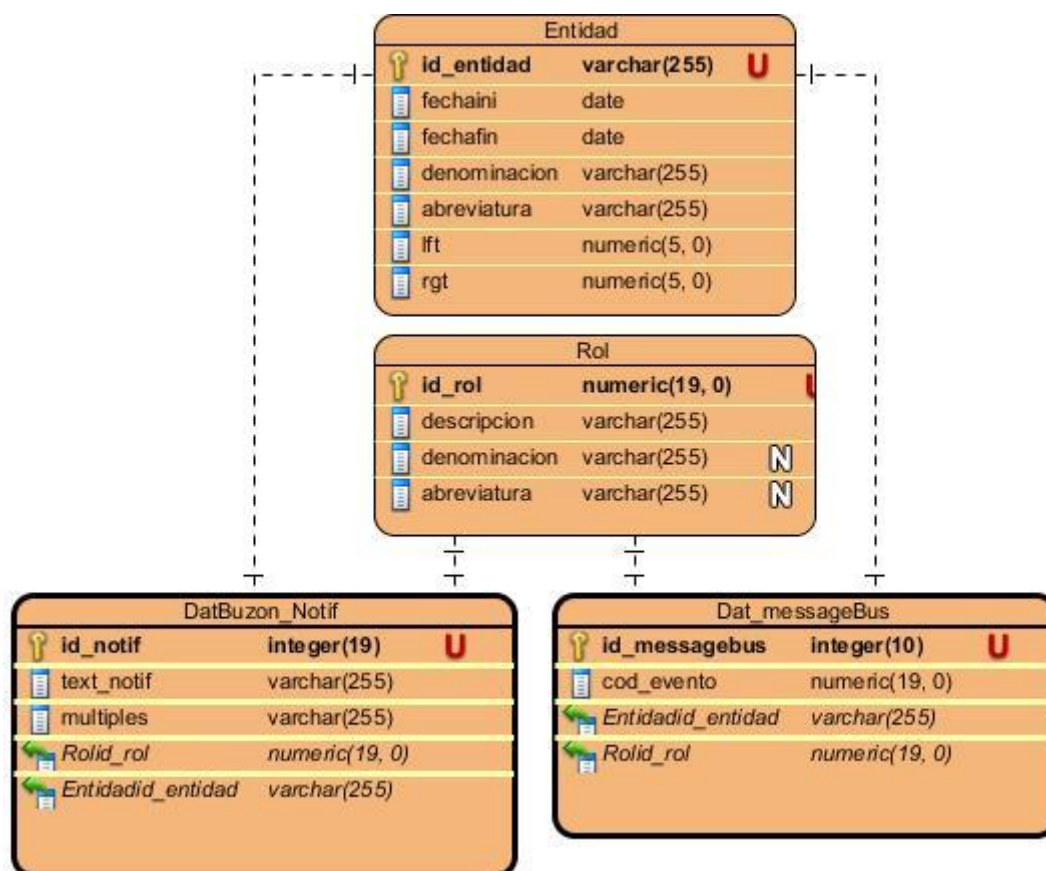 Entidad
id_entidad varchar(255) U
fechaini date
fechafin date
denominacion varchar(255)
abreviatura varchar(255)
lft numeric(5, 0)
rgt numeric(5, 0)
Rol
id_rol numeric(19, 0) U
descripcion varchar(255)
denominacion varchar(255) N
abreviatura varchar(255) N
DatBuzon_Notif
id_notif integer(19) U
text_notif varchar(255)
multiples varchar(255)
Rolid_rol numeric(19, 0)
Entidadid_entidad varchar(255)
Dat_messageBus
id_messagebus integer(10) U
cod_evento numeric(19, 0)
Entidadid_entidad varchar(255)
Rolid_rol numeric(19, 0)